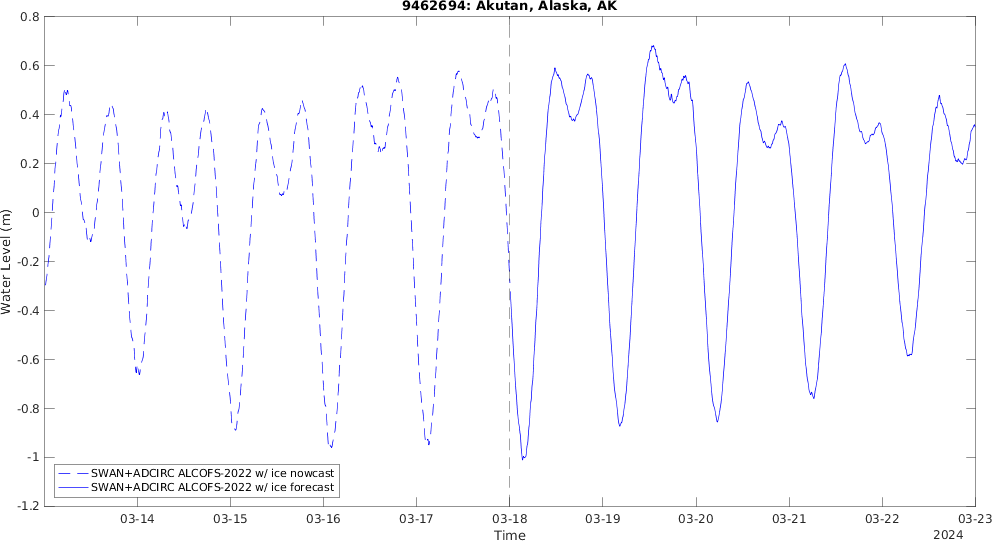 9462694: Akutan, Alaska, AK
0.8
0.6
0.4
0.2
0
-0.2
-0.4
-0.6
-0.8
-1
-1.2
Water Level (m)
SWAN+ADCIRC ALCOFS-2022 w/ ice nowcast
SWAN+ADCIRC ALCOFS-2022 w/ ice forecast
03-14 03-15 03-16 03-17 03-18 03-19 03-20 03-21 03-22 03-23
Time
2024